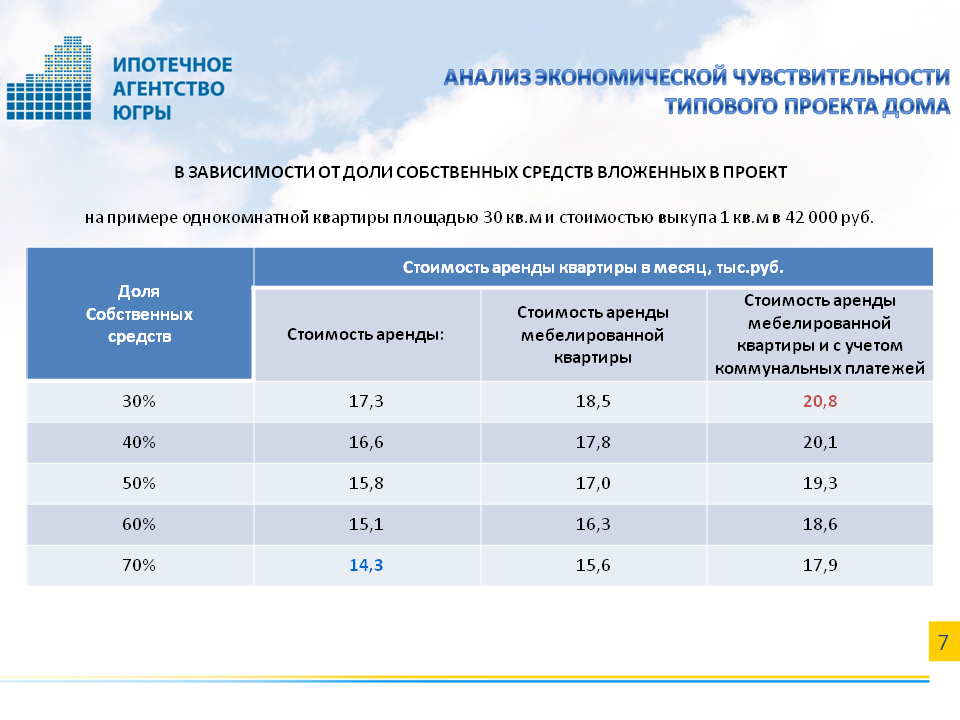 ИПОТЕЧНОЕ
АГЕНТСТВО
ЮГРЫ
АНАЛИЗ ЭКОНОМИЧЕСКОЙ ЧУВСТВИТЕЛЬНОСТИ
ТИПОВОГО ПРОЕКТА ДОМА
В ЗАВИСИМОСТИ ОТ ДОЛИ СОБСТВЕННЫХ СРЕДСТВ ВЛОЖЕННЫХ В ПРОЕКТ
на примере однокомнатной квартиры площадью 30 кв.м и стоимостью выкупа 1 кв.м в 42 000 руб.
Доля
Собственных
средств
Стоимость аренды квартиры в месяц, тыс.руб.
Стоимость аренды:
Стоимость аренды
мебелированной
квартиры
Стоимость аренды
мебелированной
квартиры и с учетом
коммунальных платежей
30% 17,3 18,5 20,8
40% 16,6 17,8 20,1
50% 15,8 17,0 19,3
60% 15,1 16,3 18,6
70% 14,3 15,6 17,9
7